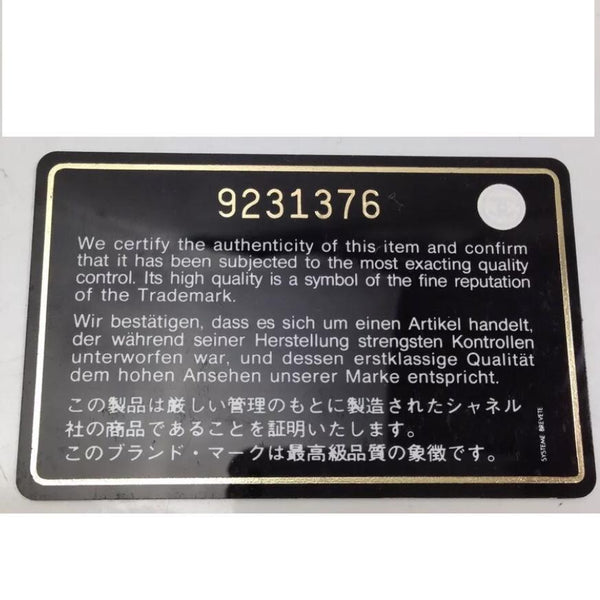 9231376
We certify the authenticity of this item and confirm
that it has been subjected to the most exacting quality
control. Its high quality is a symbol of the fine reputation
of the Trademark.
Wir bestätigen, dass es sich um einen Artikel handelt,
der während seiner Herstellung strengsten Kontrollen
unterworfen war, und dessen erstklassige Qualität
dem hohen Ansehen unserer Marke entspricht.
この製品は厳しい管理のもとに製造されたシャネル
社の商品であることを証明いたします。
このブランド・マークは最高級品質の象徴です。
SYSTEME BREVETE